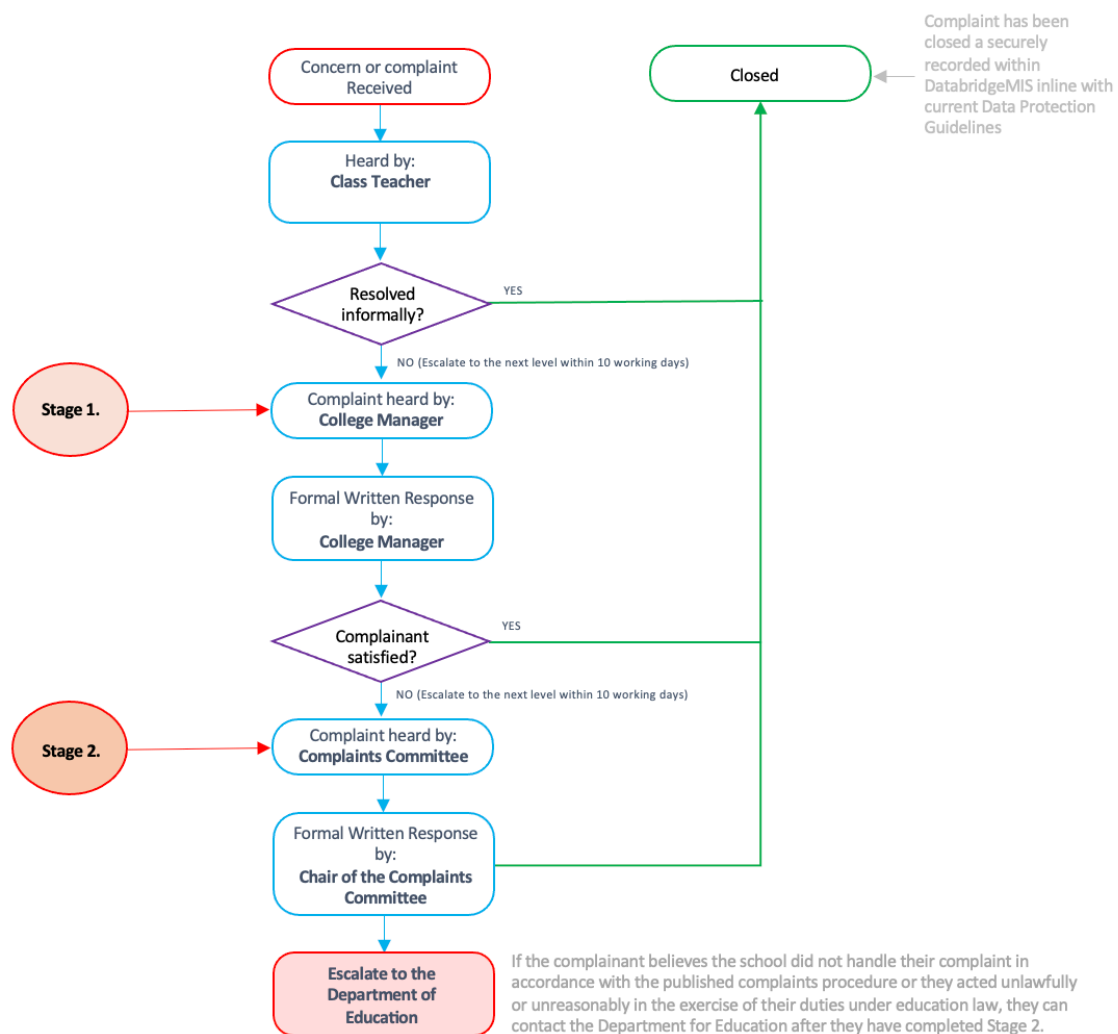 Concern or complaint
Received
Closed
Complaint has been
closed a securely
recorded within
DatabridgeMIS inline with
current Data Protection
Guidelines
Heard by:
Class Teacher
Resolved
informally?
YES
NO (Escalate to the next level within 10 working days)
Stage 1.
Complaint heard by:
College Manager
Formal Written Response
by:
College Manager
Complainant
satisfied?
YES
NO (Escalate to the next level within 10 working days)
Stage 2.
Complaint heard by:
Complaints Committee
Formal Written Response
by:
Chair of the Complaints
Committee
Escalate to the
Department of
Education
If the complainant believes the school did not handle their complaint in
accordance with the published complaints procedure or they acted unlawfully
or unreasonably in the exercise of their duties under education law, they can
contact the Department for Education after they have completed Stage 2.